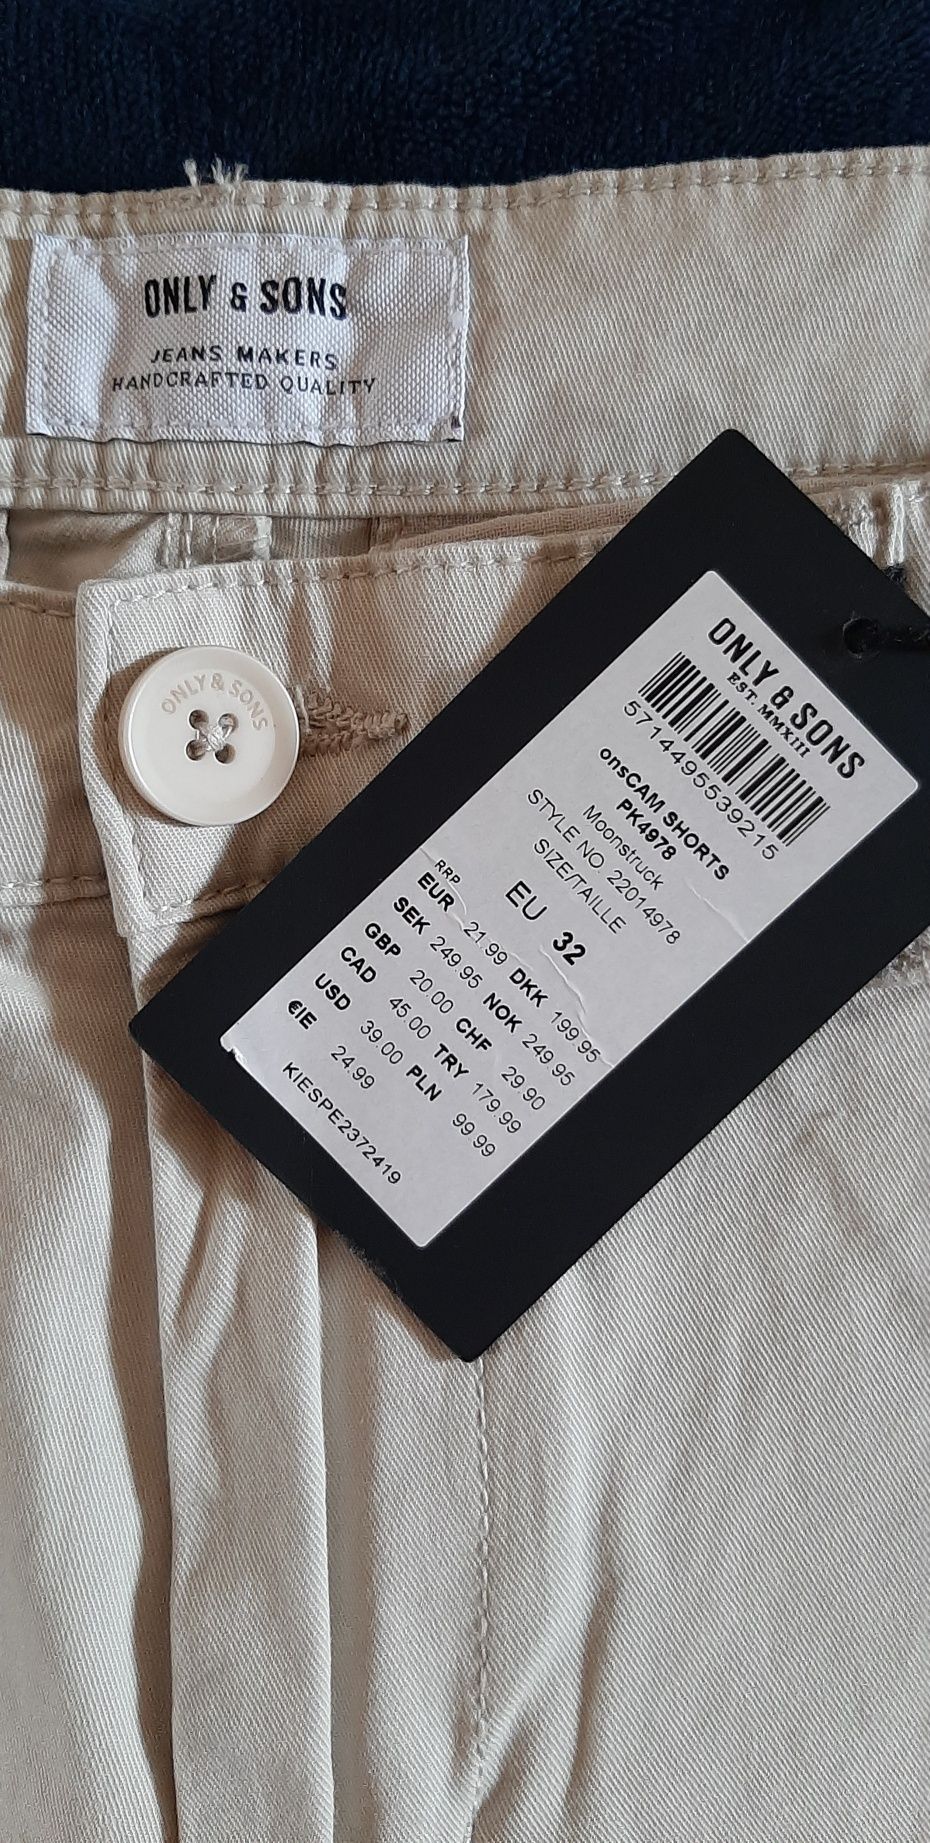 ONLY & SONS
JEANS MAKERS
HANDCRAFTED QUALITY
ONLY & SONS
ONLY & SONS
EST. MMXIII
5714495539215
onsCAM SHORTS
PK4978
Moonstruck
STYLE NO. 22014978
SIZE/TAILLE
EU 32
RRP
EUR 21.99 DKK 199.95
SEK 249.95 NOK 249.95
GBP 20.00 CHF 29.90
CAD 45.00 TRY 179.99
USD 39.00 PLN 99.99
€IE 24.99
KIESPE2372419